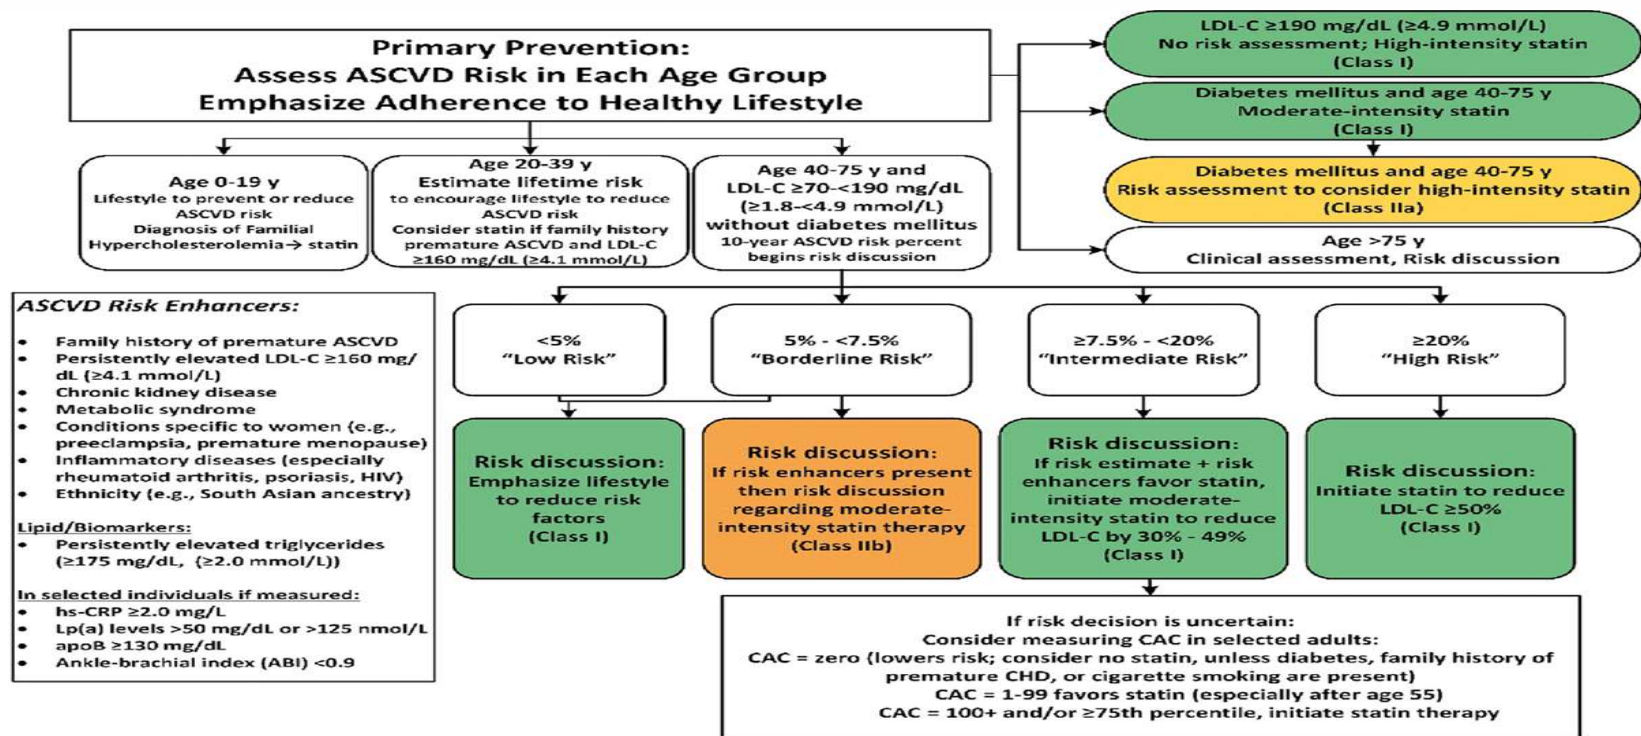 Primary Prevention:
Assess ASCVD Risk in Each Age Group
Emphasize Adherence to Healthy Lifestyle
LDL-C ≥190 mg/dL (≥4.9 mmol/L)
No risk assessment; High-intensity statin
(Class I)
Diabetes mellitus and age 40-75 y
Moderate-intensity statin
(Class I)
Diabetes mellitus and age 40-75 y
Risk assessment to consider high-intensity statin
(Class IIa)
Age >75 y
Clinical assessment, Risk discussion
Age 0-19 y
Lifestyle to prevent or reduce
ASCVD risk
Diagnosis of Familial
Hypercholesterolemia→ statin
Age 20-39 y
Estimate lifetime risk
to encourage lifestyle to reduce
ASCVD risk
Consider statin if family history
premature ASCVD and LDL-C
≥160 mg/dL (≥4.1 mmol/L)
Age 40-75 y and
LDL-C ≥70-<190 mg/dL
(≥1.8-<4.9 mmol/L)
without diabetes mellitus
10-year ASCVD risk percent
begins risk discussion
ASCVD Risk Enhancers:
• Family history of premature ASCVD
• Persistently elevated LDL-C ≥160 mg/
dL (≥4.1 mmol/L)
• Chronic kidney disease
• Metabolic syndrome
• Conditions specific to women (e.g.,
preeclampsia, premature menopause)
• Inflammatory diseases (especially
rheumatoid arthritis, psoriasis, HIV)
• Ethnicity (e.g., South Asian ancestry)
Lipid/Biomarkers:
• Persistently elevated triglycerides
(≥175 mg/dL, (≥2.0 mmol/L))
In selected individuals if measured:
• hs-CRP ≥2.0 mg/L
• Lp(a) levels >50 mg/dL or >125 nmol/L
• apoB ≥130 mg/dL
• Ankle-brachial index (ABI) <0.9
<5%
“Low Risk”
5% - <7.5%
“Borderline Risk”
≥7.5% - <20%
“Intermediate Risk”
≥20%
“High Risk”
Risk discussion:
Emphasize lifestyle
to reduce risk
factors
(Class I)
Risk discussion:
If risk enhancers present
then risk discussion
regarding moderate-
intensity statin therapy
(Class IIb)
Risk discussion:
If risk estimate + risk
enhancers favor statin,
initiate moderate-
intensity statin to reduce
LDL-C by 30% - 49%
(Class I)
Risk discussion:
Initiate statin to reduce
LDL-C ≥50%
(Class I)
If risk decision is uncertain:
Consider measuring CAC in selected adults:
CAC = zero (lowers risk; consider no statin, unless diabetes, family history of
premature CHD, or cigarette smoking are present)
CAC = 1-99 favors statin (especially after age 55)
CAC = 100+ and/or ≥75th percentile, initiate statin therapy